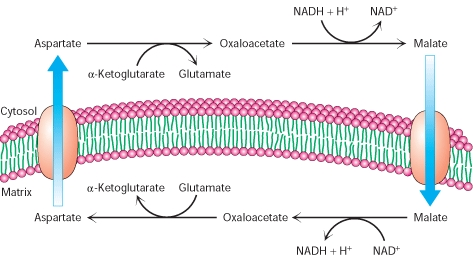 NADH + H⁺ NAD⁺
Aspartate Oxaloacetate Malate
α-Ketoglutarate Glutamate
Cytosol
Matrix
α-Ketoglutarate Glutamate
Aspartate Oxaloacetate Malate
NADH + H⁺ NAD⁺